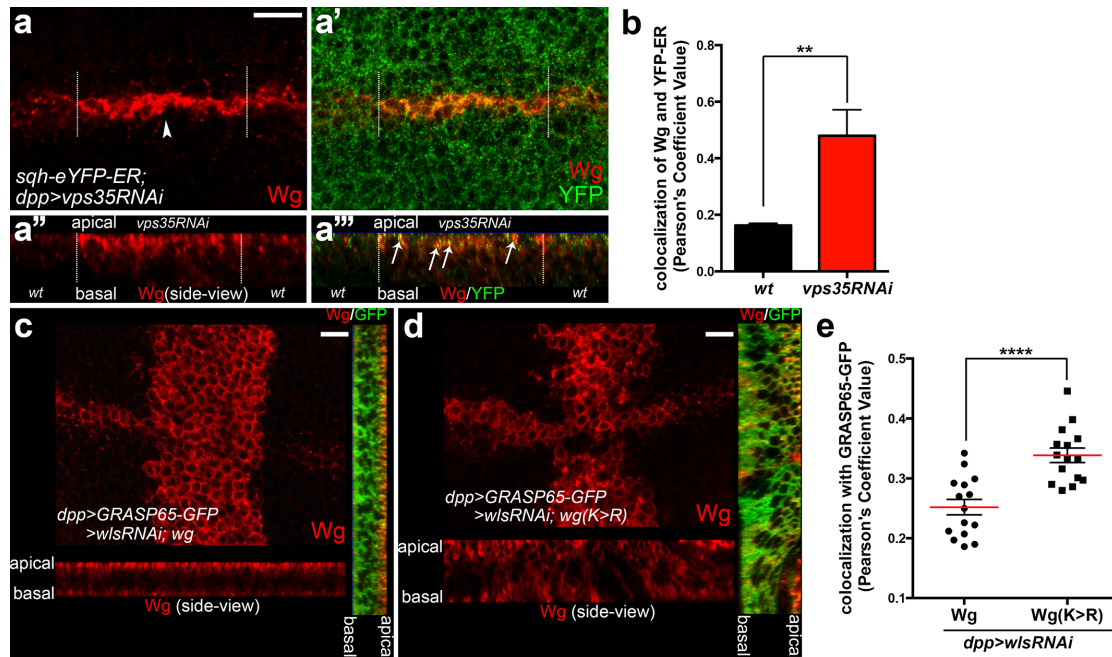 a
sqh-eYFP-ER;
dpp>vps35RNAi
Wg
a'
Wg
YFP
a"
apical vps35RNAi
wt basal Wg(side-view) wt
a"'
apical vps35RNAi
wt basal Wg/YFP wt
b
colocalization of Wg and YFP-ER
(Pearson's Coefficient Value)
0.8
0.6
0.4
0.2
0.0
**
wt
vps35RNAi
c
Wg/GFP
dpp>GRASP65-GFP
>wlsRNAi; wg
Wg
apical
basal
Wg (side-view)
basal
apica
d
Wg/GFP
dpp>GRASP65-GFP
>wlsRNAi; wg(K>R)
Wg
apical
basal
Wg (side-view)
basal
apica
e
colocalization with GRASP65-GFP
(Pearson's Coefficient Value)
0.5
0.4
0.3
0.2
0.1
****
Wg
Wg(K>R)
dpp>wlsRNAi